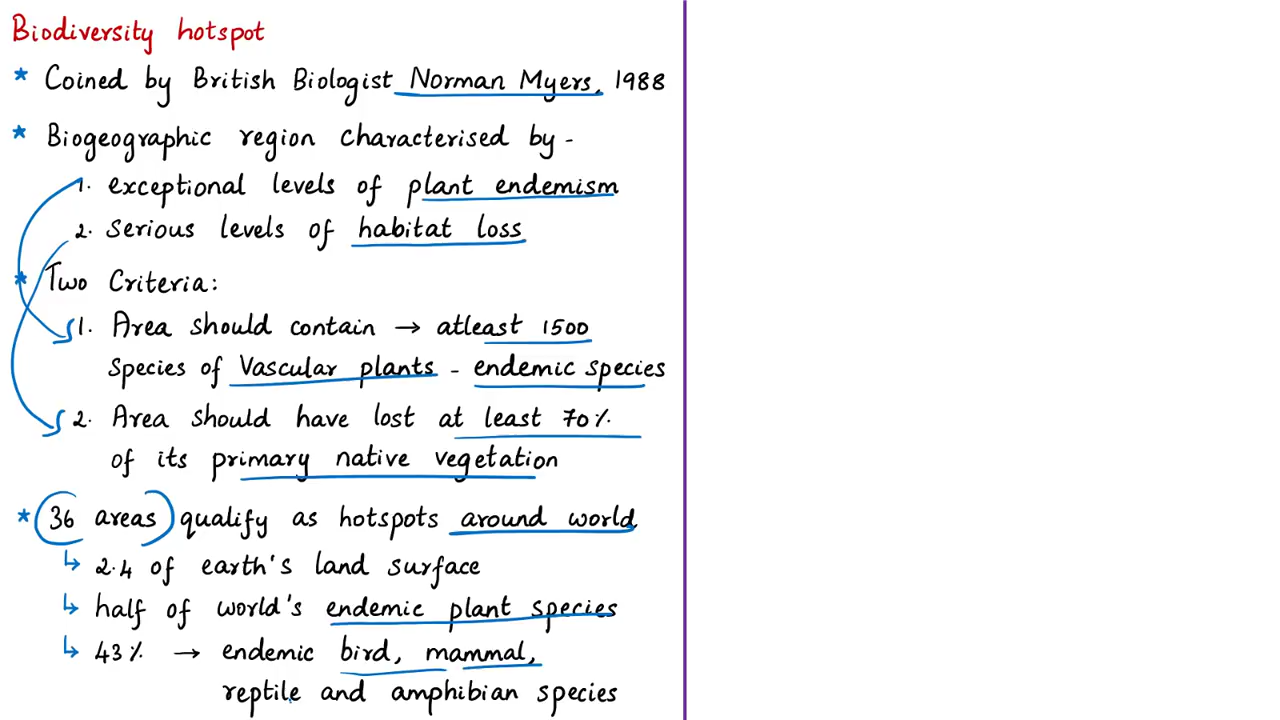 Biodiversity hotspot
* Coined by British Biologist Norman Myers, 1988
* Biogeographic region characterised by -
1. exceptional levels of plant endemism
2. serious levels of habitat loss
* Two Criteria:
1. Area should contain → atleast 1500
species of Vascular plants - endemic species
2. Area should have lost at least 70%
of its primary native vegetation
* 36 areas qualify as hotspots around world
↳ 2.4 of earth's land surface
↳ half of world's endemic plant species
↳ 43% → endemic bird, mammal,
reptile and amphibian species